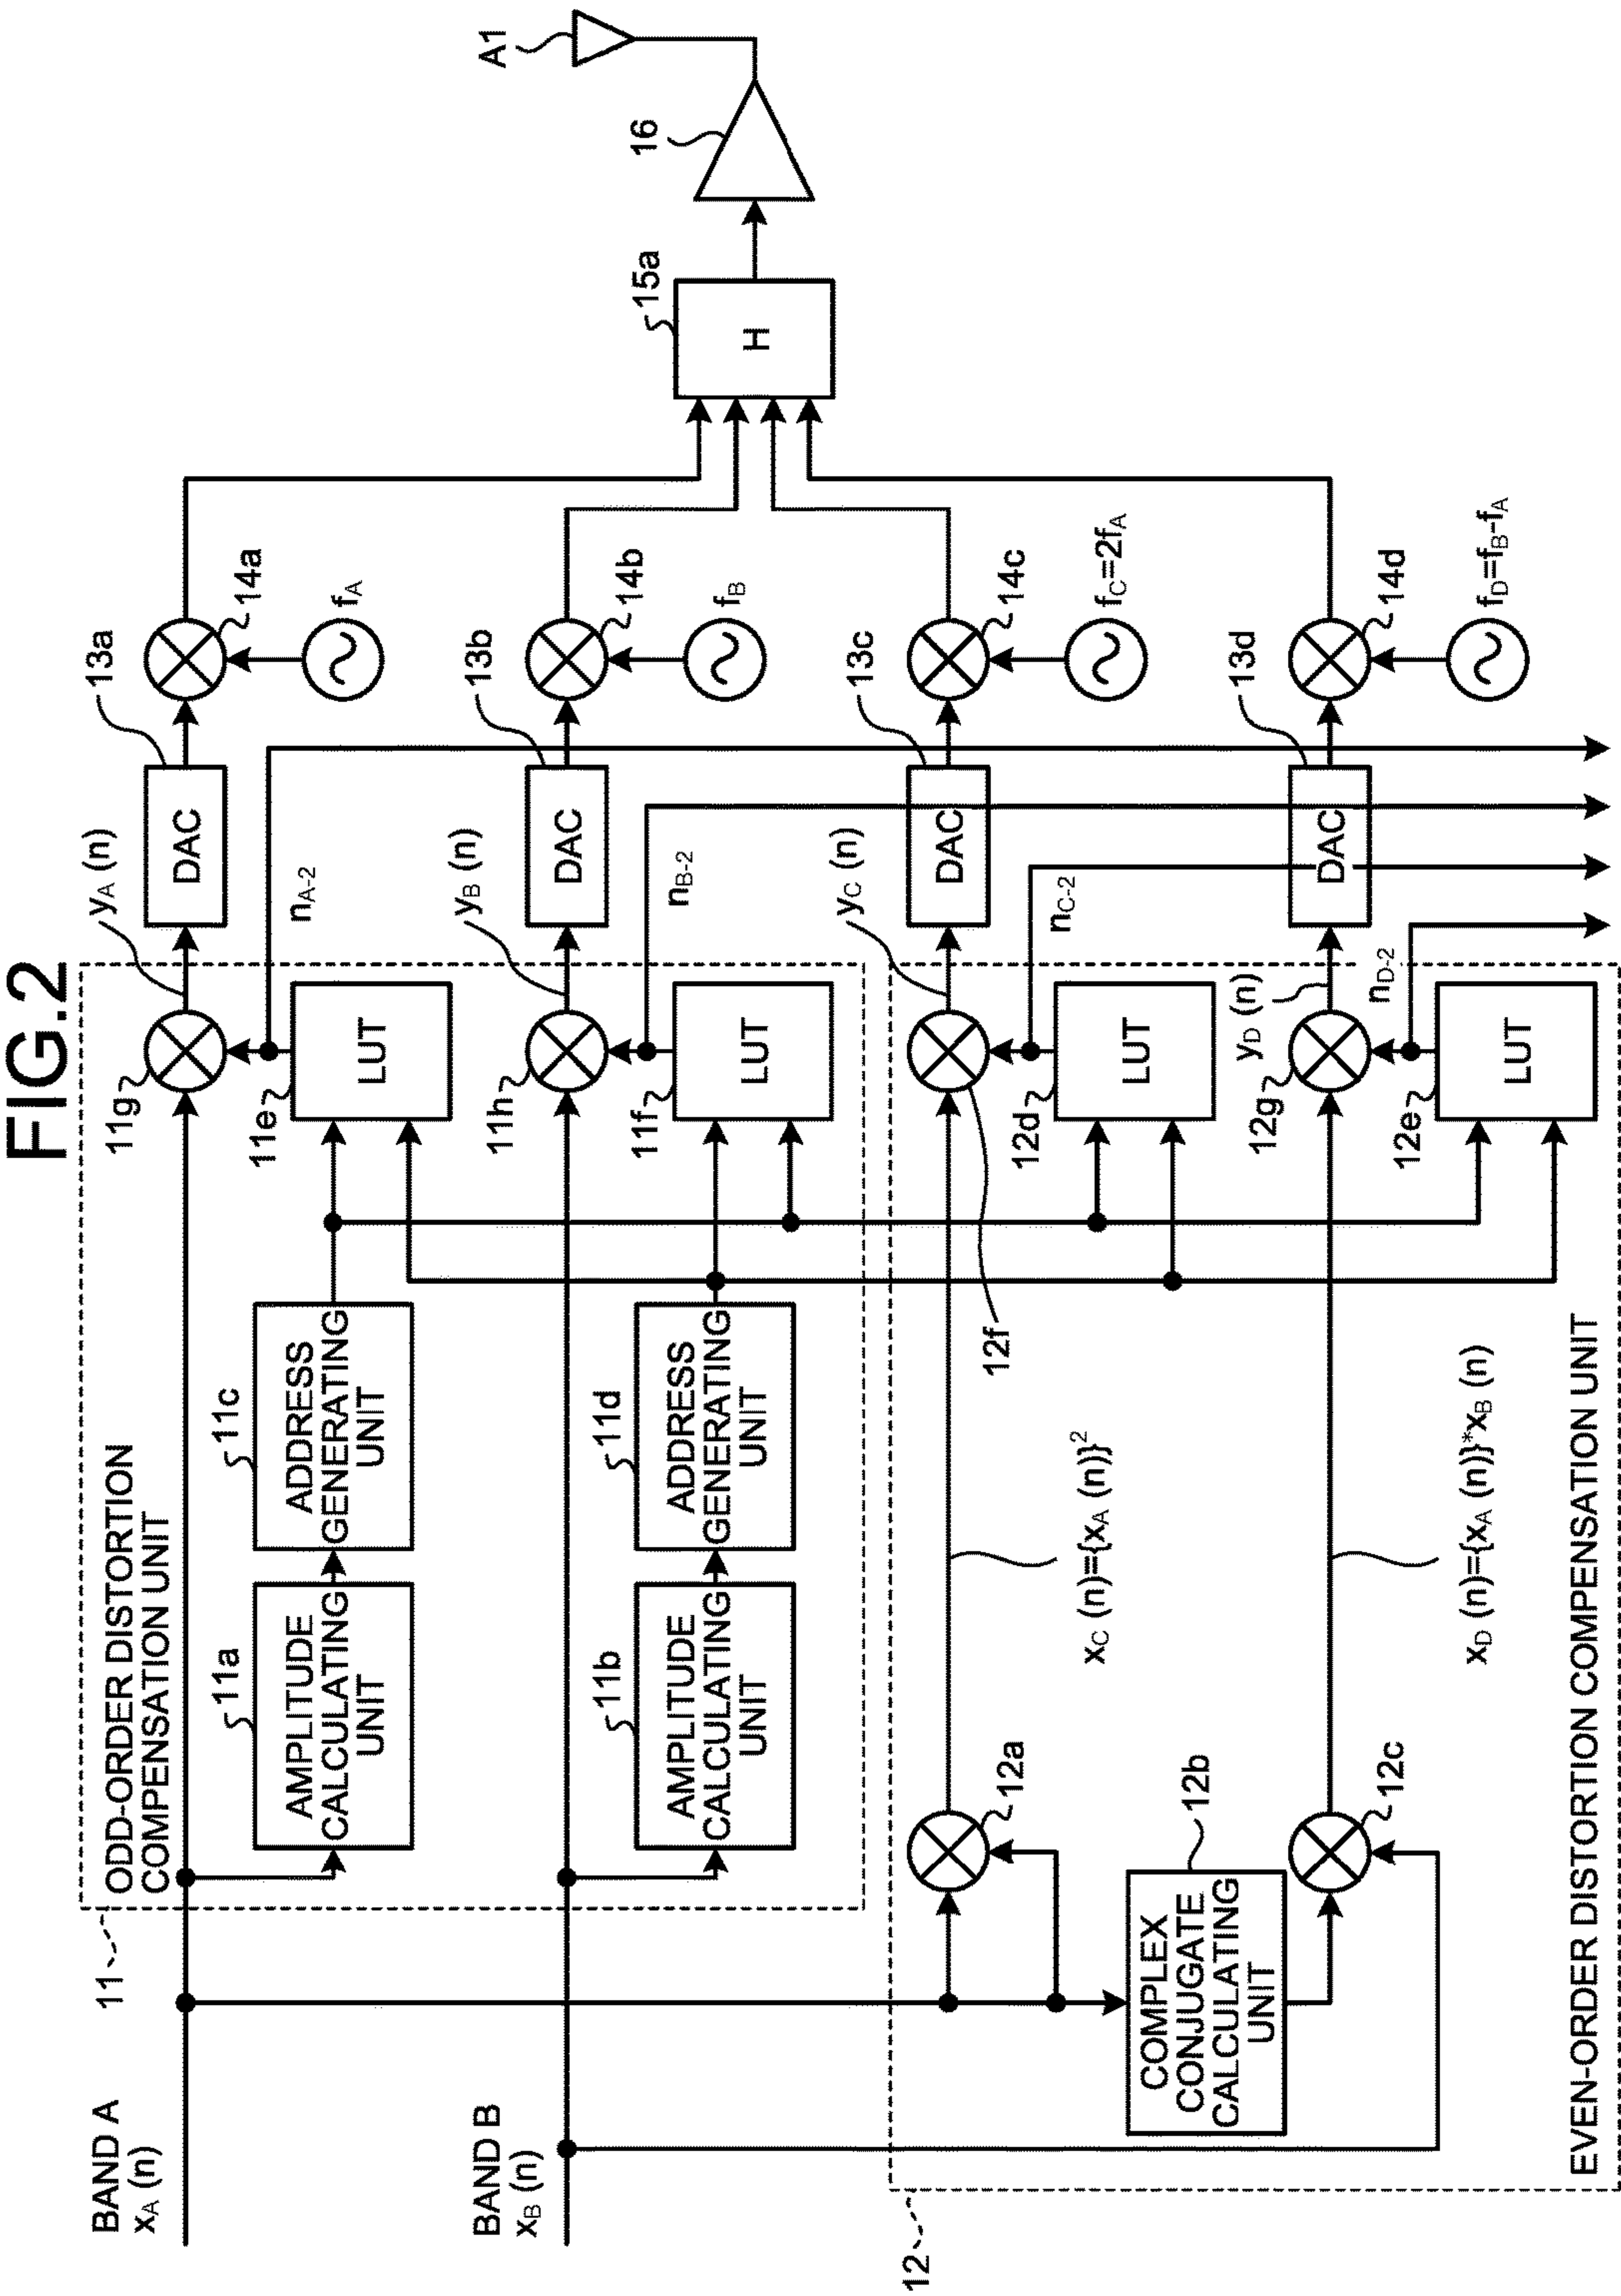 FIG.2
BAND A
xA (n)
11
ODD-ORDER DISTORTION
COMPENSATION UNIT
11a
AMPLITUDE
CALCULATING
UNIT
11c
ADDRESS
GENERATING
UNIT
11g
11e
LUT
yA (n)
nA-2
13a
DAC
14a
fA
BAND B
xB (n)
11b
AMPLITUDE
CALCULATING
UNIT
11d
ADDRESS
GENERATING
UNIT
11h
11f
LUT
yB (n)
nB-2
13b
DAC
14b
fB
15a
H
16
A1
12
12a
xC (n)={xA (n)}2
12f
12d
LUT
yC (n)
nC-2
13c
DAC
14c
fC=2fA
COMPLEX
CONJUGATE
CALCULATING
UNIT
12b
12c
xD (n)={xA (n)}*xB (n)
12g
12e
LUT
yD (n)
nD-2
13d
DAC
14d
fD=fB-fA
EVEN-ORDER DISTORTION COMPENSATION UNIT